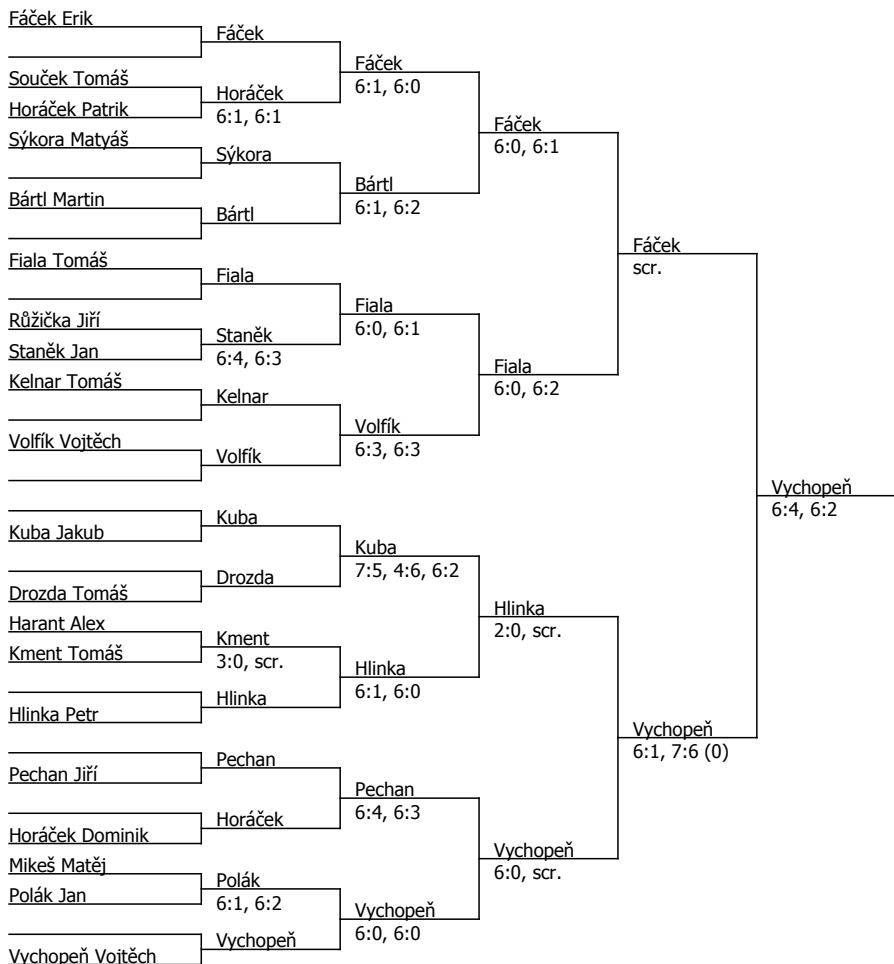 Fáček Erik
Fáček
Fáček
6:1, 6:0
Souček Tomáš
Horáček
6:1, 6:1
Horáček Patrik
Fáček
6:0, 6:1
Sýkora Matyáš
Sýkora
Bártl
6:1, 6:2
Bártl Martin
Bártl
Fáček
scr.
Fiala Tomáš
Fiala
Fiala
6:0, 6:1
Růžička Jiří
Staněk
6:4, 6:3
Staněk Jan
Fiala
6:0, 6:2
Kelnar Tomáš
Kelnar
Volfík
6:3, 6:3
Volfík Vojtěch
Volfík
Vychopeň
6:4, 6:2
Kuba
Kuba Jakub
Kuba
7:5, 4:6, 6:2
Drozda
Drozda Tomáš
Hlinka
2:0, scr.
Harant Alex
Kment
3:0, scr.
Kment Tomáš
Hlinka
6:1, 6:0
Hlinka
Hlinka Petr
Vychopeň
6:1, 7:6 (0)
Pechan
Pechan Jiří
Pechan
6:4, 6:3
Horáček
Horáček Dominik
Vychopeň
6:0, scr.
Mikeš Matěj
Polák
6:1, 6:2
Polák Jan
Vychopeň
6:0, 6:0
Vychopeň
Vychopeň Vojtěch